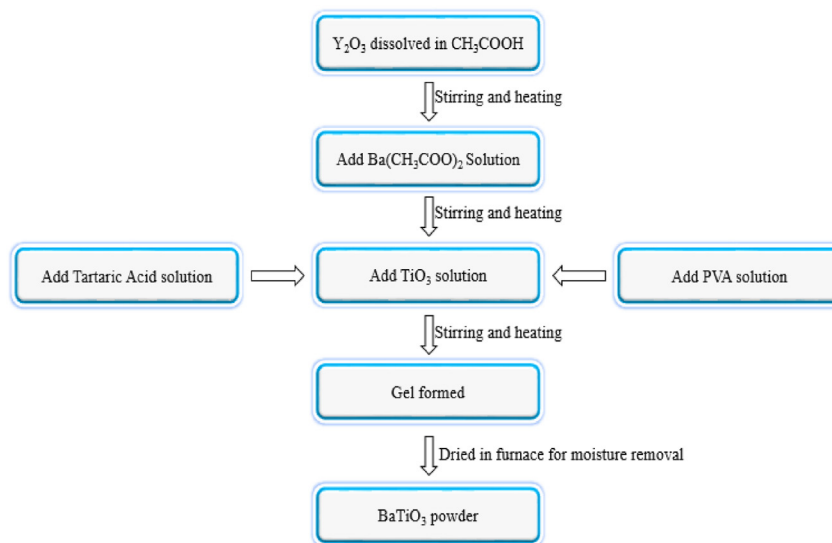 Y₂O₃ dissolved in CH₃COOH
Stirring and heating
Add Ba(CH₃COO)₂ Solution
Stirring and heating
Add Tartaric Acid solution
Add TiO₃ solution
Add PVA solution
Stirring and heating
Gel formed
Dried in furnace for moisture removal
BaTiO₃ powder